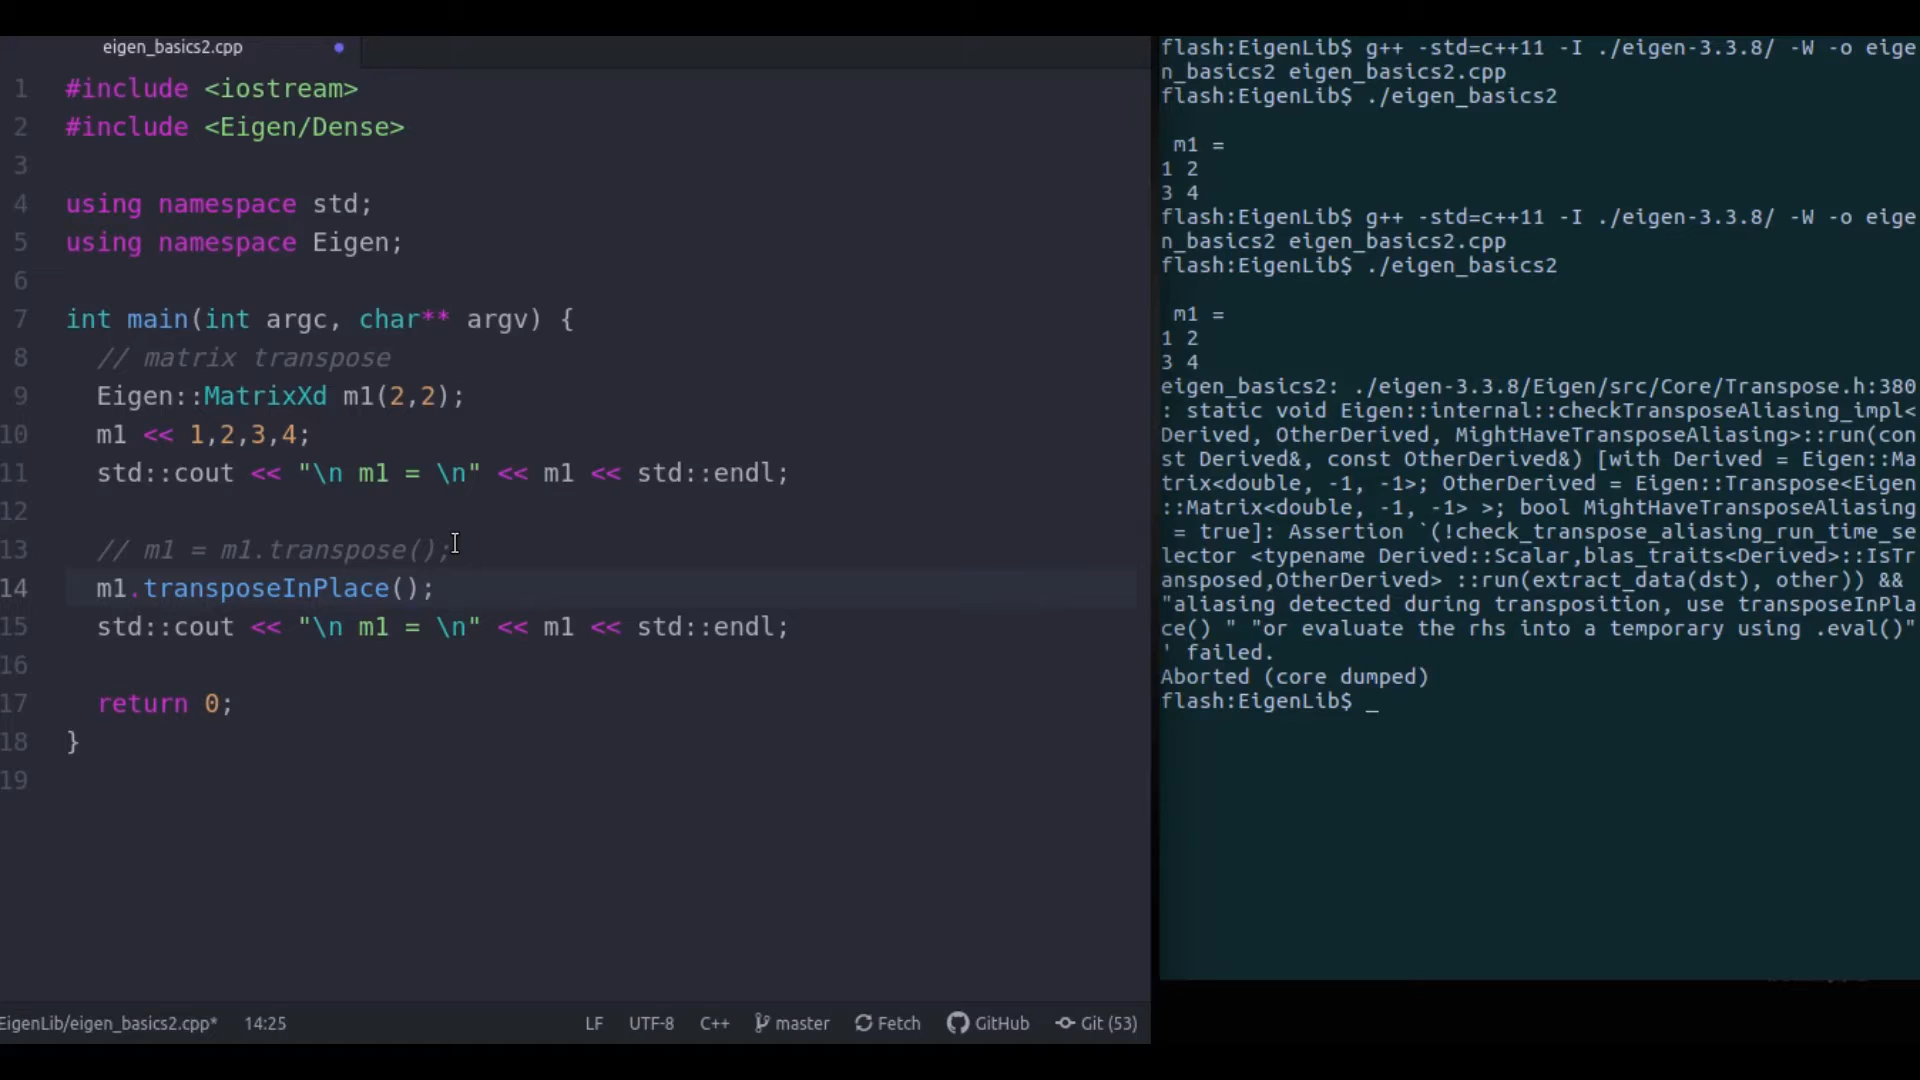 eigen_basics2.cpp
1 #include <iostream>
2 #include <Eigen/Dense>
3
4 using namespace std;
5 using namespace Eigen;
6
7 int main(int argc, char** argv) {
8 // matrix transpose
9 Eigen::MatrixXd m1(2,2);
10 m1 << 1,2,3,4;
11 std::cout << "\n m1 = \n" << m1 << std::endl;
12
13 // m1 = m1.transpose();
14 m1.transposeInPlace();
15 std::cout << "\n m1 = \n" << m1 << std::endl;
16
17 return 0;
18 }
19
EigenLib/eigen_basics2.cpp* 14:25 LF UTF-8 C++ master Fetch GitHub Git (53)
flash:EigenLib$ g++ -std=c++11 -I ./eigen-3.3.8/ -W -o eige
n_basics2 eigen_basics2.cpp
flash:EigenLib$ ./eigen_basics2
m1 =
1 2
3 4
flash:EigenLib$ g++ -std=c++11 -I ./eigen-3.3.8/ -W -o eige
n_basics2 eigen_basics2.cpp
flash:EigenLib$ ./eigen_basics2
m1 =
1 2
3 4
eigen_basics2: ./eigen-3.3.8/Eigen/src/Core/Transpose.h:380
: static void Eigen::internal::checkTransposeAliasing_impl<
Derived, OtherDerived, MightHaveTransposeAliasing>::run(con
st Derived&, const OtherDerived&) [with Derived = Eigen::Ma
trix<double, -1, -1>; OtherDerived = Eigen::Transpose<Eigen
::Matrix<double, -1, -1> >; bool MightHaveTransposeAliasing
= true]: Assertion `(!check_transpose_aliasing_run_time_se
lector <typename Derived::Scalar,blas_traits<Derived>::IsTr
ansposed,OtherDerived> ::run(extract_data(dst), other)) &&
"aliasing detected during transposition, use transposeInPla
ce() " "or evaluate the rhs into a temporary using .eval()"
' failed.
Aborted (core dumped)
flash:EigenLib$ _